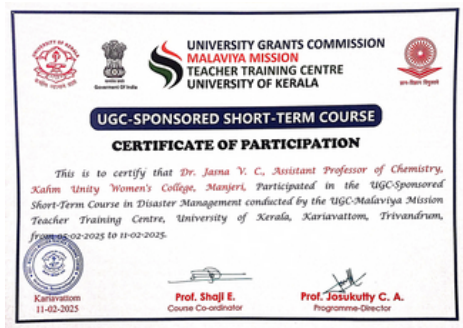 UNIVERSITY GRANTS COMMISSION
MALAVIYA MISSION
TEACHER TRAINING CENTRE
UNIVERSITY OF KERALA
Government Of India
UGC-SPONSORED SHORT-TERM COURSE
CERTIFICATE OF PARTICIPATION
This is to certify that Dr. Jasna V. C., Assistant Professor of Chemistry,
Kahm Unity Women's College, Manjeri, Participated in the UGC-Sponsored
Short-Term Course in Disaster Management conducted by the UGC-Malaviya Mission
Teacher Training Centre, University of Kerala, Kariavattom, Trivandrum,
from 05-02-2025 to 11-02-2025.
Kariavattom
11-02-2025
Prof. Shaji E.
Course Co-ordinator
Prof. Josukutty C. A.
Programme-Director